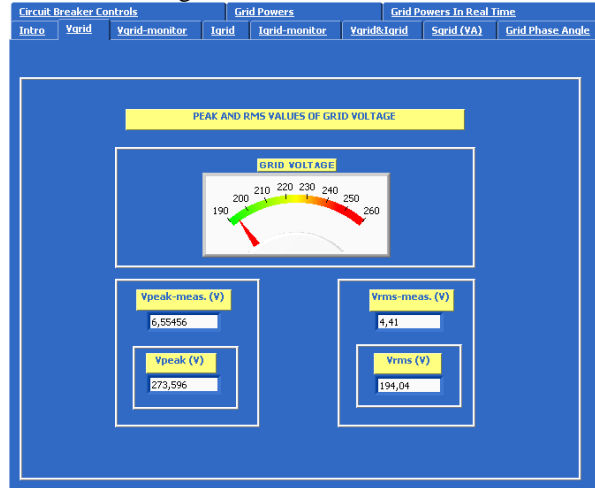 Circuit Breaker Controls Grid Powers Grid Powers In Real Time
Intro Vgrid Vgrid-monitor Igrid Igrid-monitor Vgrid&Igrid Sgrid (VA) Grid Phase Angle
PEAK AND RMS VALUES OF GRID VOLTAGE
GRID VOLTAGE
190 200 210 220 230 240 250 260
Vpeak-meas. (V) Vrms-meas. (V)
6,55456 4,41
Vpeak (V) Vrms (V)
273,596 194,04